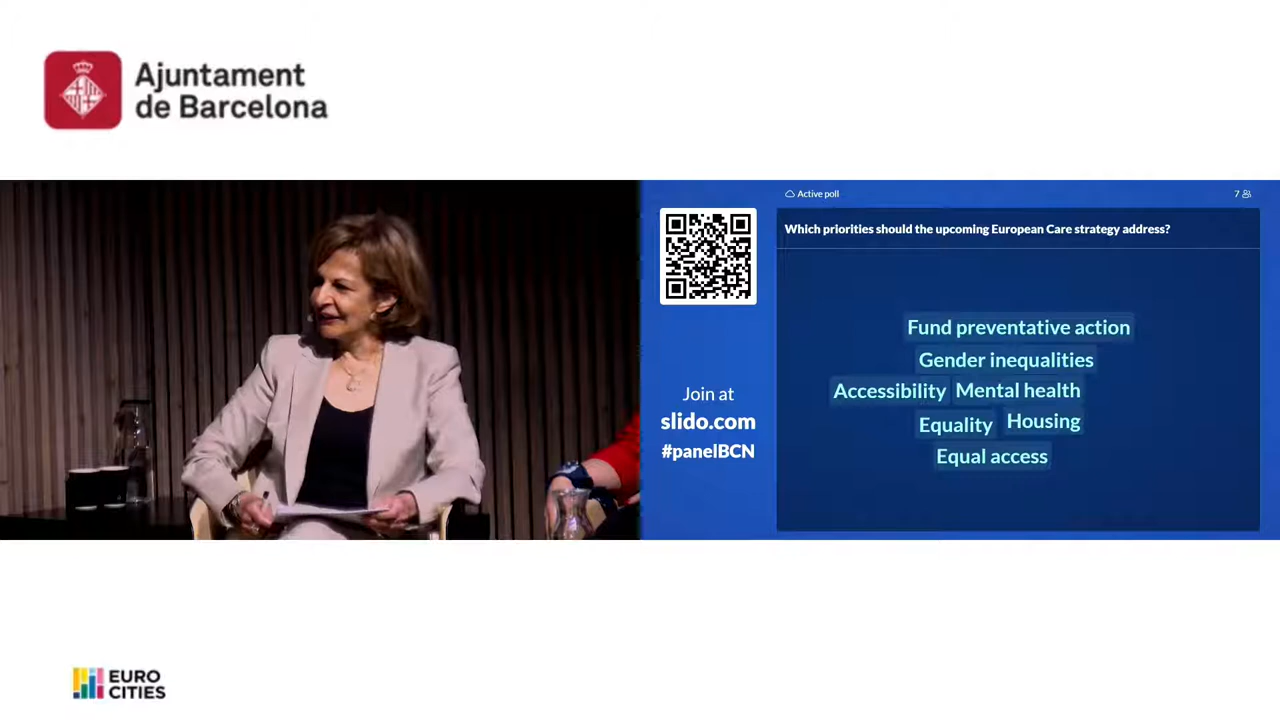 Ajuntament
de Barcelona
Active poll
7
Which priorities should the upcoming European Care strategy address?
Fund preventative action
Gender inequalities
Accessibility Mental health
Equality Housing
Equal access
Join at
slido.com
#panelBCN
EURO
CITIES